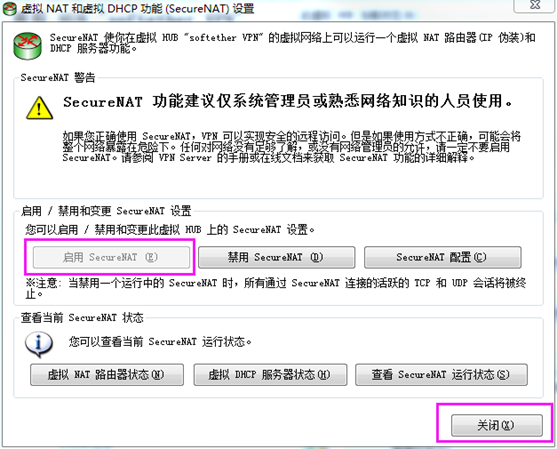 虚拟 NAT 和虚拟 DHCP 功能 (SecureNAT) 设置
SecureNAT 使你在虚拟 HUB "softether VPN" 的虚拟网络上可以运行一个虚拟 NAT 路由器(IP 伪装)和
DHCP 服务器功能。
SecureNAT 警告
SecureNAT 功能建议仅系统管理员或熟悉网络知识的人员使用。
如果您正确使用 SecureNAT，VPN 可以实现安全的远程访问。但是如果使用方式不正确，可能会将
整个网络暴露在危险下。任何对网络没有足够了解，或没有网络管理员的允许，请一定不要启用
SecureNAT。请参阅 VPN Server 的手册或在线文档来获取 SecureNAT 功能的详细解释。
启用 / 禁用和变更 SecureNAT 设置
您可以启用 / 禁用和变更此虚拟 HUB 上的 SecureNAT 设置。
启用 SecureNAT (E) 禁用 SecureNAT (D) SecureNAT 配置(C)
※注意: 当禁用一个运行中的 SecureNAT 时，所有通过 SecureNAT 连接的活跃的 TCP 和 UDP 会话将被终
止。
查看当前 SecureNAT 状态
您可以查看当前 SecureNAT 运行状态。
虚拟 NAT 路由器状态(N) 虚拟 DHCP 服务器状态(H) 查看 SecureNAT 运行状态(S)
关闭(X)